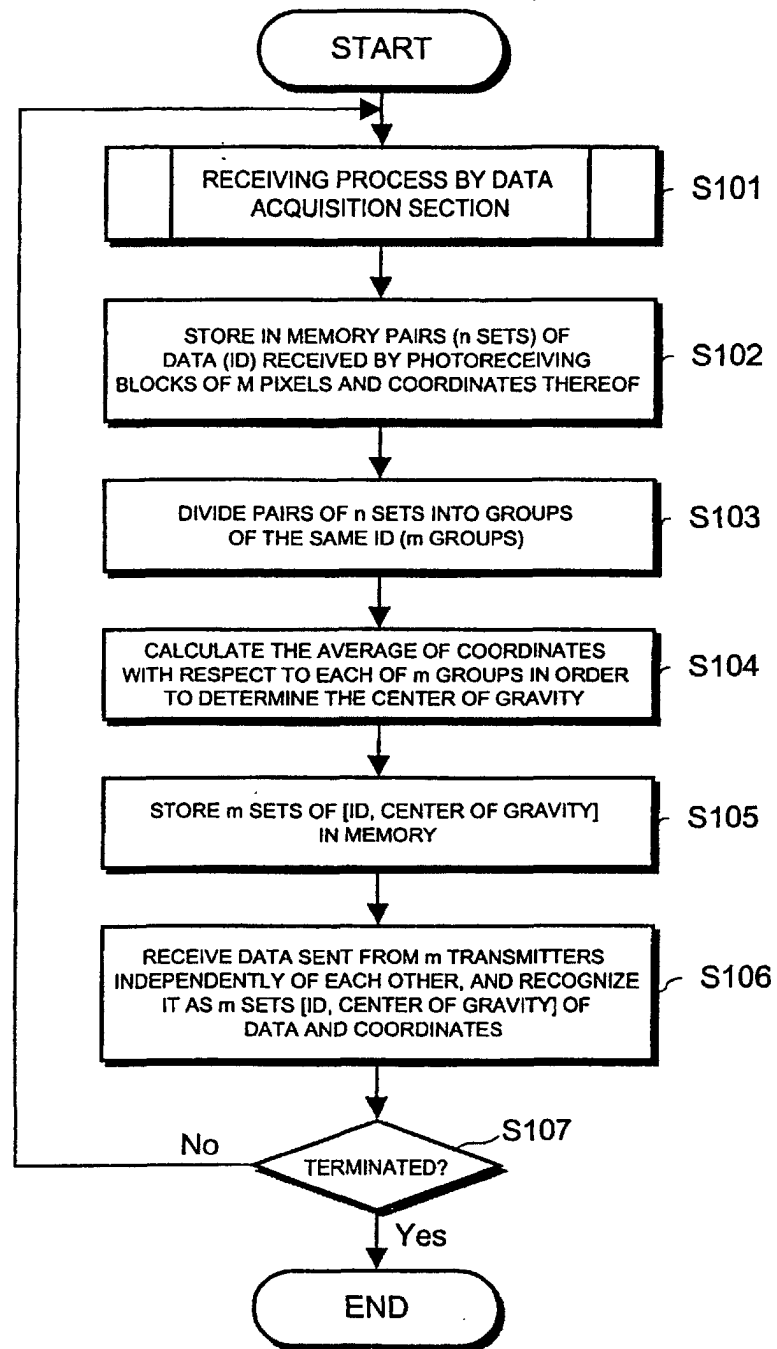 START
RECEIVING PROCESS BY DATA
ACQUISITION SECTION
S101
STORE IN MEMORY PAIRS (n SETS) OF
DATA (ID) RECEIVED BY PHOTORECEIVING
BLOCKS OF M PIXELS AND COORDINATES THEREOF
S102
DIVIDE PAIRS OF n SETS INTO GROUPS
OF THE SAME ID (m GROUPS)
S103
CALCULATE THE AVERAGE OF COORDINATES
WITH RESPECT TO EACH OF m GROUPS IN ORDER
TO DETERMINE THE CENTER OF GRAVITY
S104
STORE m SETS OF [ID, CENTER OF GRAVITY]
IN MEMORY
S105
RECEIVE DATA SENT FROM m TRANSMITTERS
INDEPENDENTLY OF EACH OTHER, AND RECOGNIZE
IT AS m SETS [ID, CENTER OF GRAVITY] OF
DATA AND COORDINATES
S106
No
TERMINATED?
S107
Yes
END